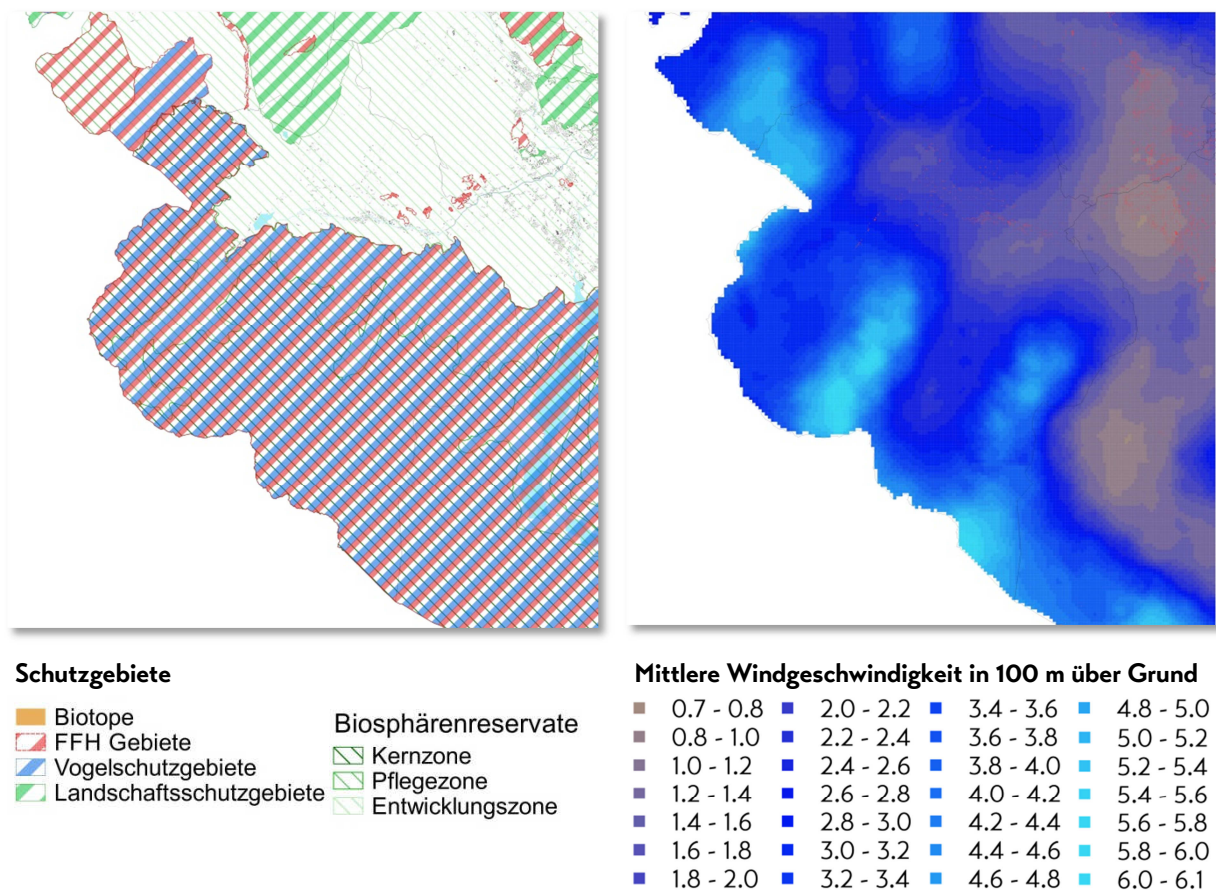 Schutzgebiete
Biotope
FFH Gebiete
Vogelschutzgebiete
Landschaftsschutzgebiete
Biosphärenreservate
Kernzone
Pflegezone
Entwicklungszone
Mittlere Windgeschwindigkeit in 100 m über Grund
0.7 - 0.8
0.8 - 1.0
1.0 - 1.2
1.2 - 1.4
1.4 - 1.6
1.6 - 1.8
1.8 - 2.0
2.0 - 2.2
2.2 - 2.4
2.4 - 2.6
2.6 - 2.8
2.8 - 3.0
3.0 - 3.2
3.2 - 3.4
3.4 - 3.6
3.6 - 3.8
3.8 - 4.0
4.0 - 4.2
4.2 - 4.4
4.4 - 4.6
4.6 - 4.8
4.8 - 5.0
5.0 - 5.2
5.2 - 5.4
5.4 - 5.6
5.6 - 5.8
5.8 - 6.0
6.0 - 6.1